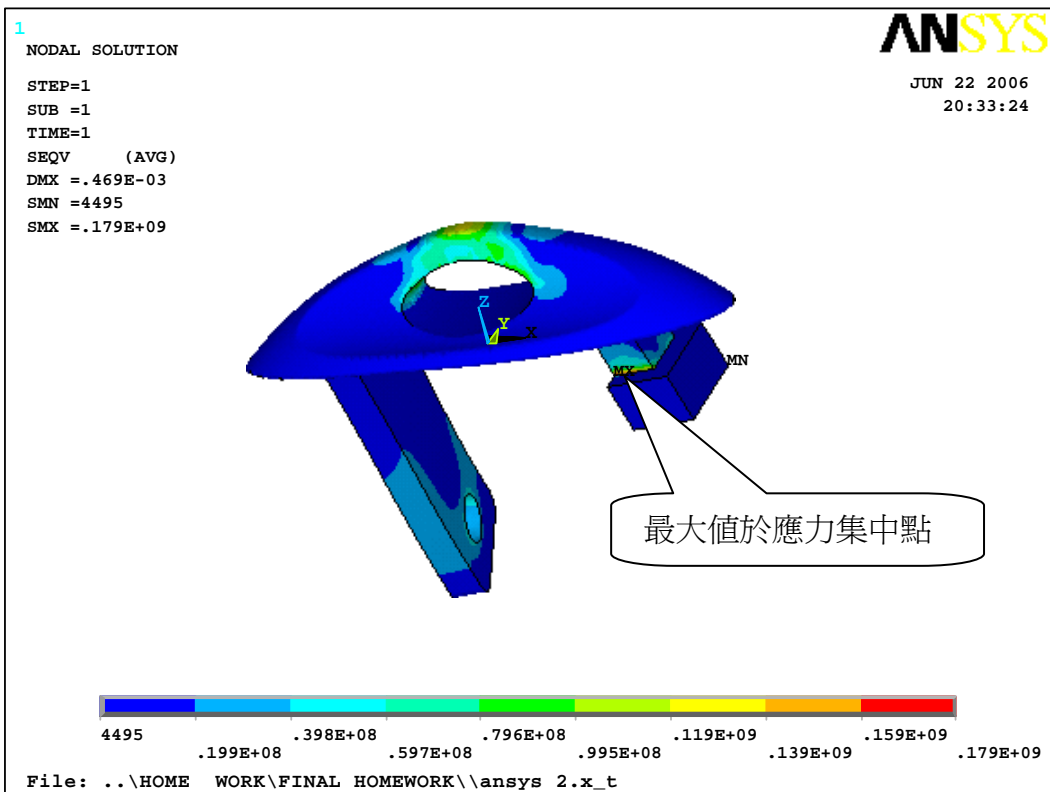 1
NODAL SOLUTION
STEP=1
SUB =1
TIME=1
SEQV (AVG)
DMX =.469E-03
SMN =4495
SMX =.179E+09
ANSYS
JUN 22 2006
20:33:24
Z
Y
X
MX
MN
最大值於應力集中點
4495
.199E+08
.398E+08
.597E+08
.796E+08
.995E+08
.119E+09
.139E+09
.159E+09
.179E+09
File: ..\HOME WORK\FINAL HOMEWORK\\ansys 2.x_t